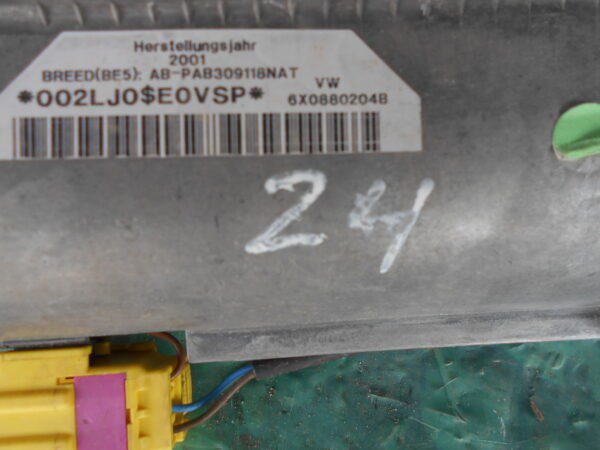 Herstellungsjahr
2001
BREED(BE5): AB-PAB309118NAT
VW
*002LJ0$E0VSP*
6X0880204B
24